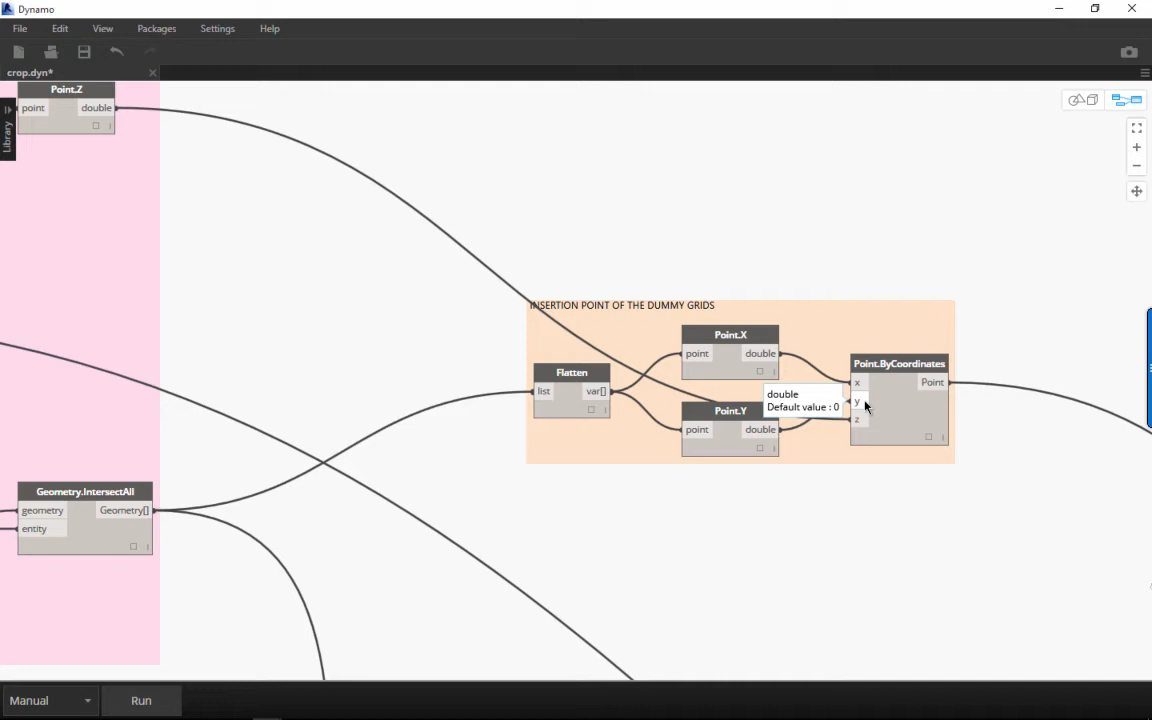 Dynamo
File Edit View Packages Settings Help
crop.dyn*
Library
Point.Z
point double
INSERTION POINT OF THE DUMMY GRIDS
Point.X
point double
Flatten
list var[]
Point.Y
point double
double
Default value : 0
Point.ByCoordinates
x Point
y
z
Geometry.IntersectAll
geometry Geometry[]
entity
Manual Run